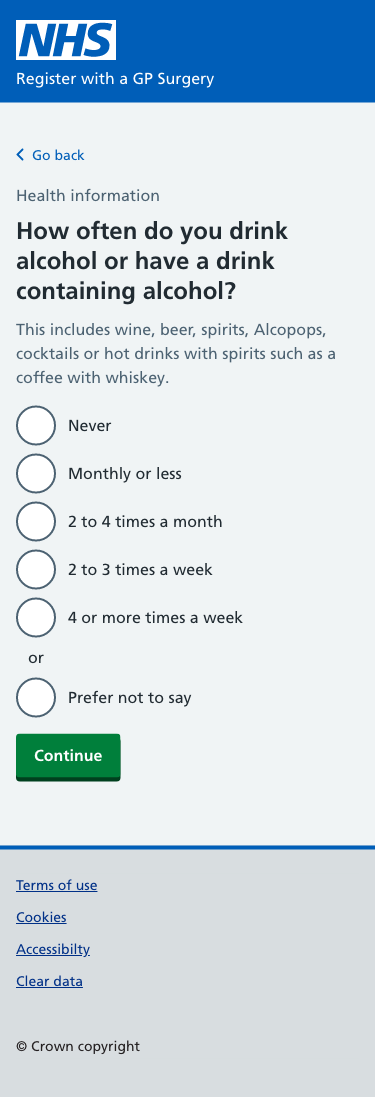 NHS
Register with a GP Surgery
Go back
Health information
How often do you drink
alcohol or have a drink
containing alcohol?
This includes wine, beer, spirits, Alcopops,
cocktails or hot drinks with spirits such as a
coffee with whiskey.
Never
Monthly or less
2 to 4 times a month
2 to 3 times a week
4 or more times a week
or
Prefer not to say
Continue
Terms of use
Cookies
Accessibilty
Clear data
© Crown copyright